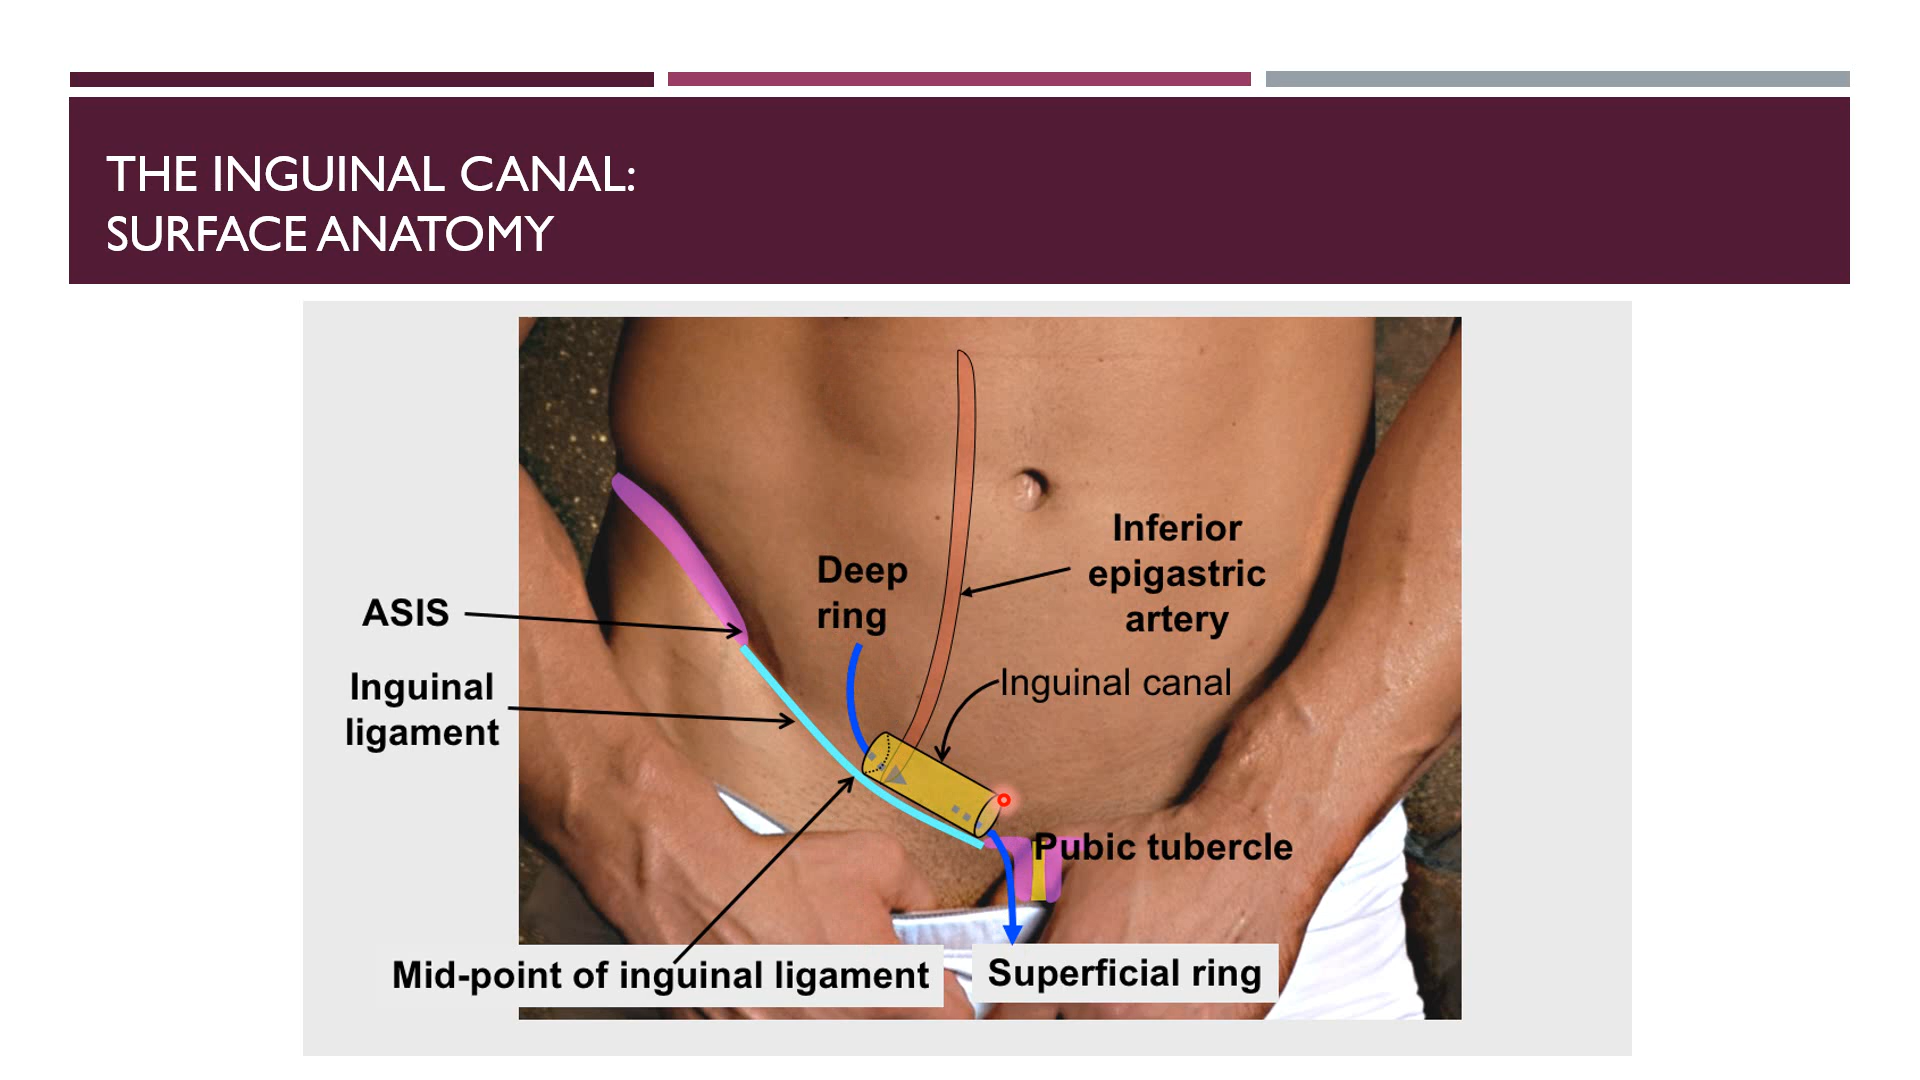 THE INGUINAL CANAL:
SURFACE ANATOMY
Inferior
epigastric
artery
Deep
ring
ASIS
Inguinal canal
Inguinal
ligament
Pubic tubercle
Mid-point of inguinal ligament
Superficial ring